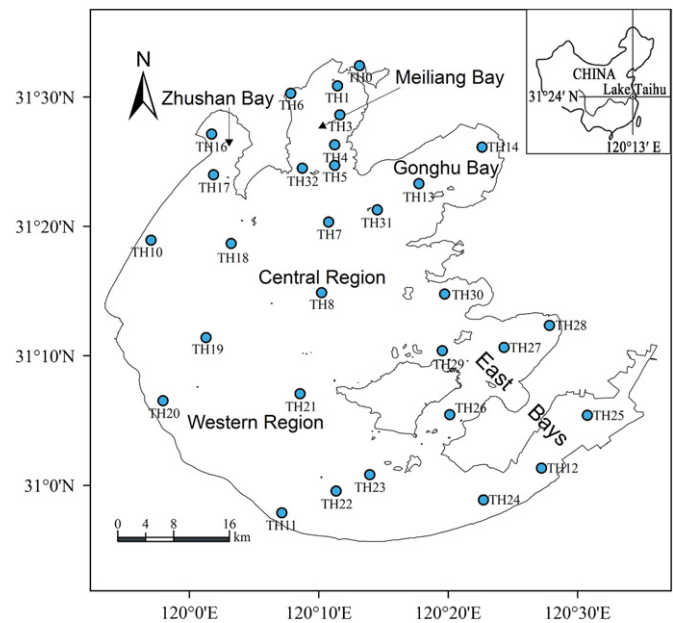 N
CHINA
Lake Taihu
31°24′ N
120°13′ E
31°30′N
31°20′N
31°10′N
31°0′N
120°0′E
120°10′E
120°20′E
120°30′E
Zhushan Bay
Meiliang Bay
Gonghu Bay
Central Region
Western Region
East
Bays
TH0
TH1
TH6
TH3
TH4
TH5
TH32
TH14
TH16
TH17
TH13
TH31
TH7
TH10
TH18
TH8
TH30
TH28
TH27
TH29
TH19
TH20
TH21
TH26
TH25
TH12
TH23
TH22
TH24
TH11
0 4 8 16
km